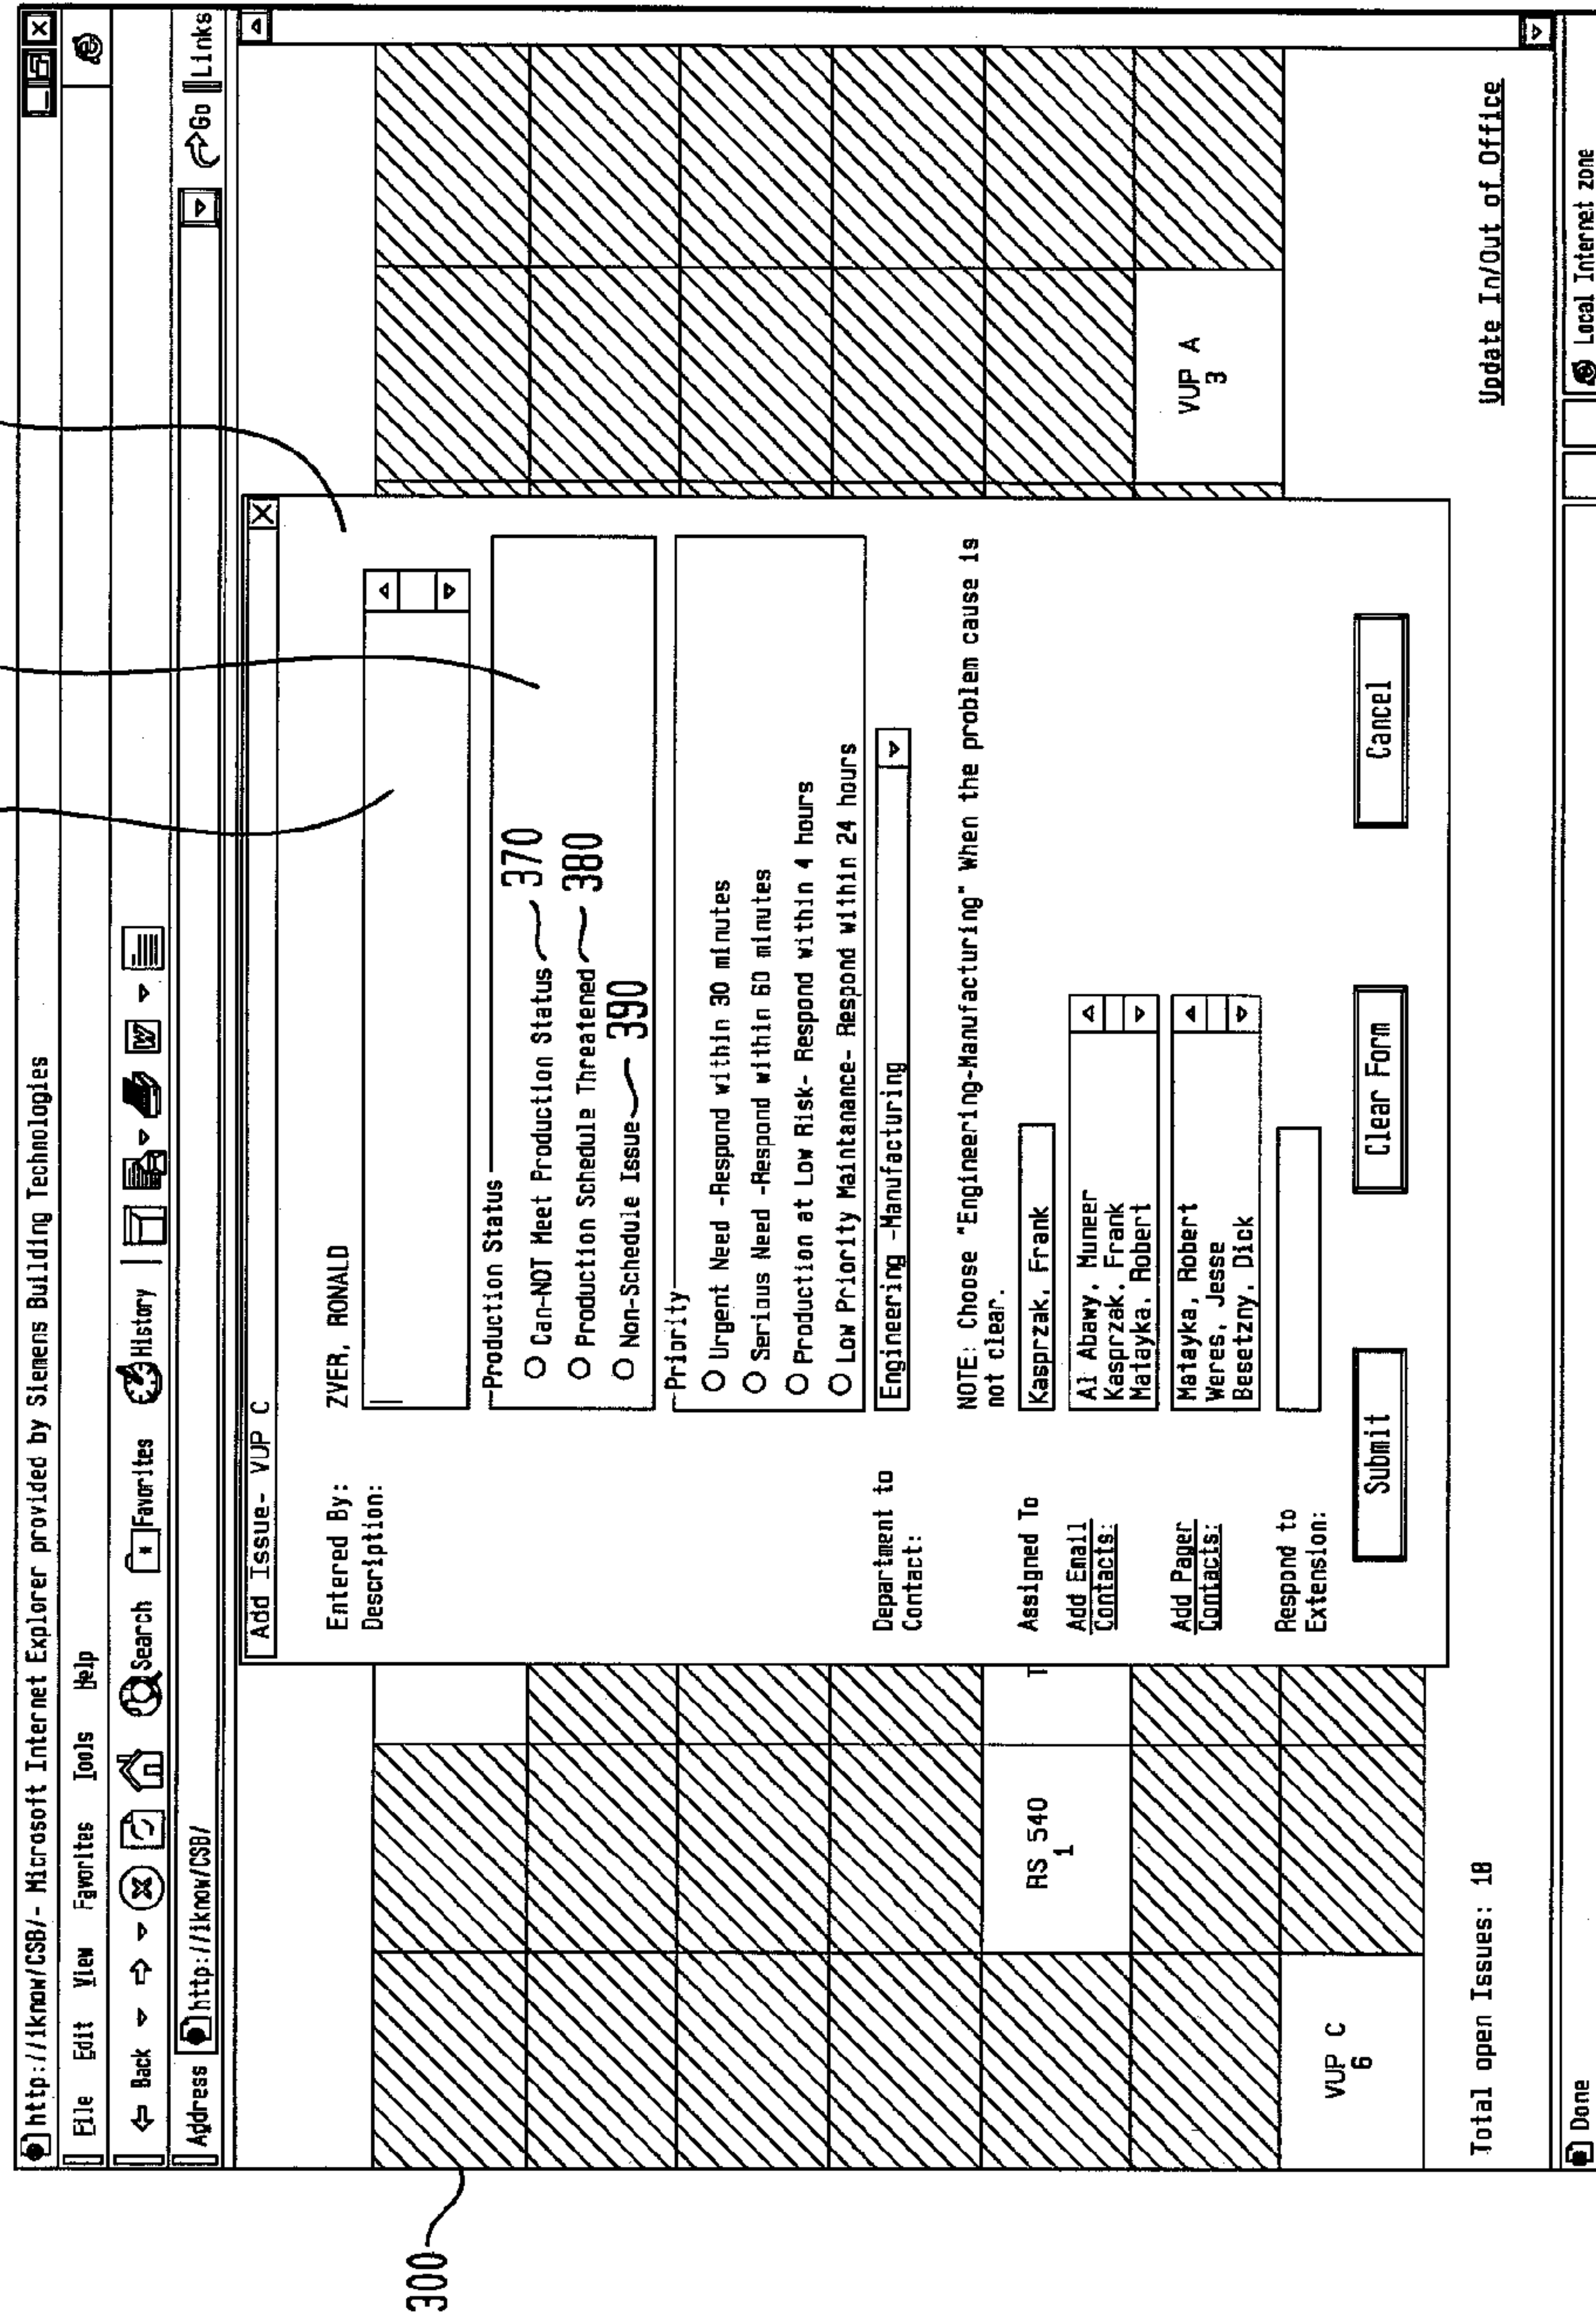 http://iknow/CSB/- Microsoft Internet Explorer provided by Siemens Building Technologies
File Edit View Favorites Tools Help
Back Search Favorites History W
Address http://iknow/CSB/ Go Links
Add Issue- VUP C
Entered By: ZVER, RONALD
Description:
Production Status
Can-NOT Meet Production Status 370
Production Schedule Threatened 380
Non-Schedule Issue 390
Priority
Urgent Need -Respond within 30 minutes
Serious Need -Respond within 60 minutes
Production at Low Risk- Respond within 4 hours
Low Priority Maintanance- Respond within 24 hours
Department to
Contact:
Engineering -Manufacturing
NOTE: Choose "Engineering-Manufacturing" When the problem cause is
not clear.
Assigned To Kasprzak, Frank
Add Email
Contacts:
Al Abawy, Muneer
Kasprzak, Frank
Matayka, Robert
Add Pager
Contacts:
Matayka, Robert
Weres, Jesse
Besetzny, Dick
Respond to
Extension:
Submit Clear Form Cancel
300
RS 540
1
T
VUP A
3
VUP C
6
Total open Issues: 18
Update In/Out of Office
Done Local Internet zone